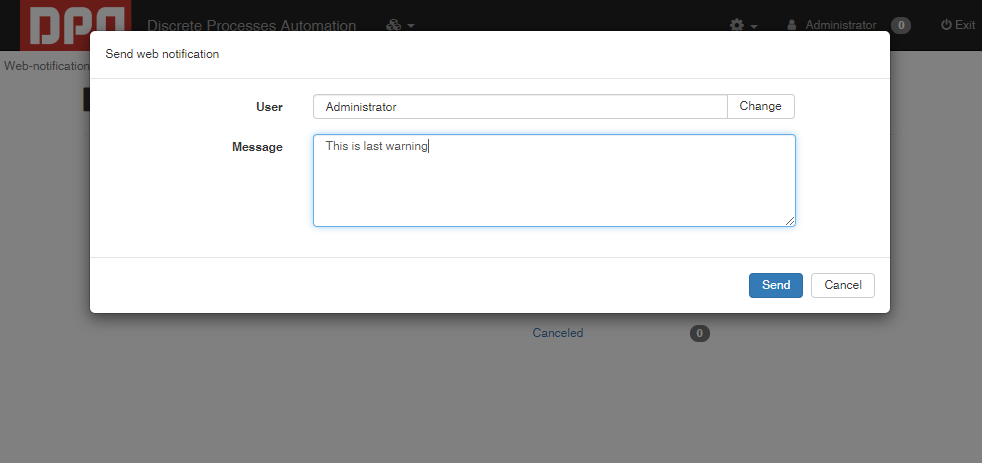 DPA Discrete Processes Automation Administrator 0 Exit
Web-notification
Send web notification
User Administrator Change
Message This is last warning
Send Cancel
Canceled 0